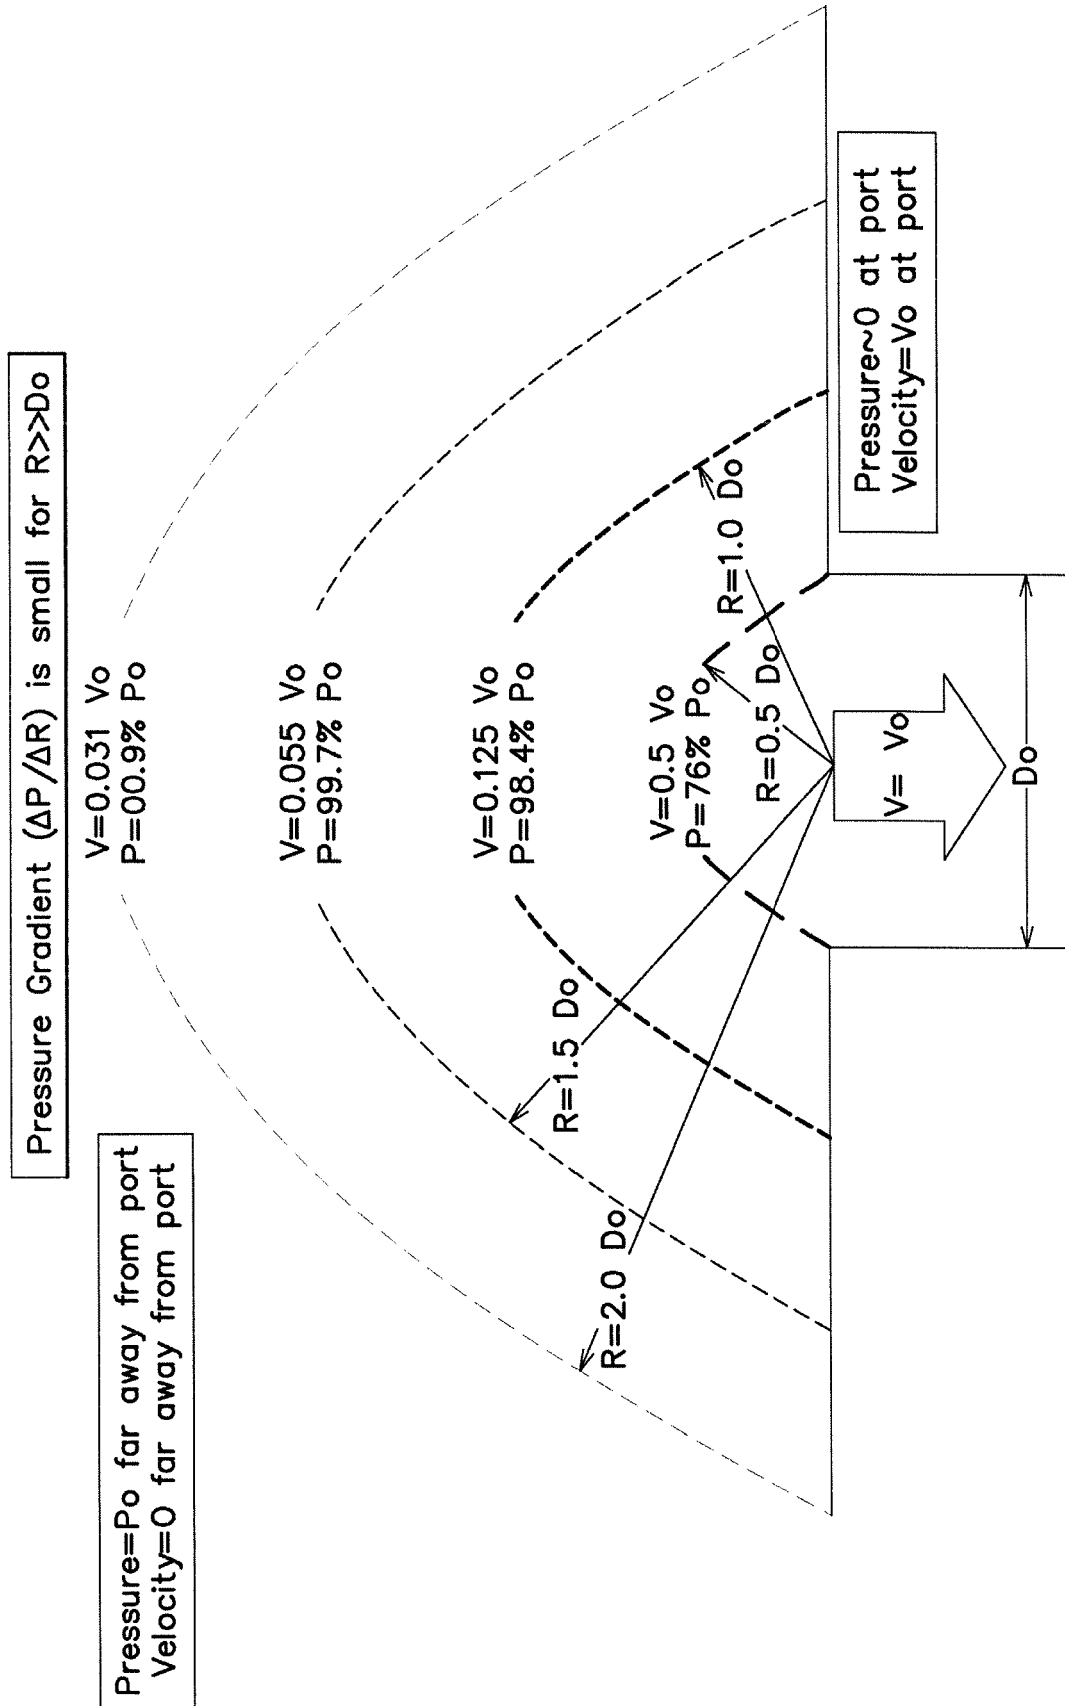 Pressure Gradient (ΔP/ΔR) is small for R>>Do
Pressure=Po far away from port
Velocity=0 far away from port
V=0.031 Vo
P=00.9% Po
V=0.055 Vo
P=99.7% Po
V=0.125 Vo
P=98.4% Po
V=0.5 Vo
P=76% Po
R=2.0 Do
R=1.5 Do
R=0.5 Do
R=1.0 Do
V= Vo
Do
Pressure~0 at port
Velocity=Vo at port